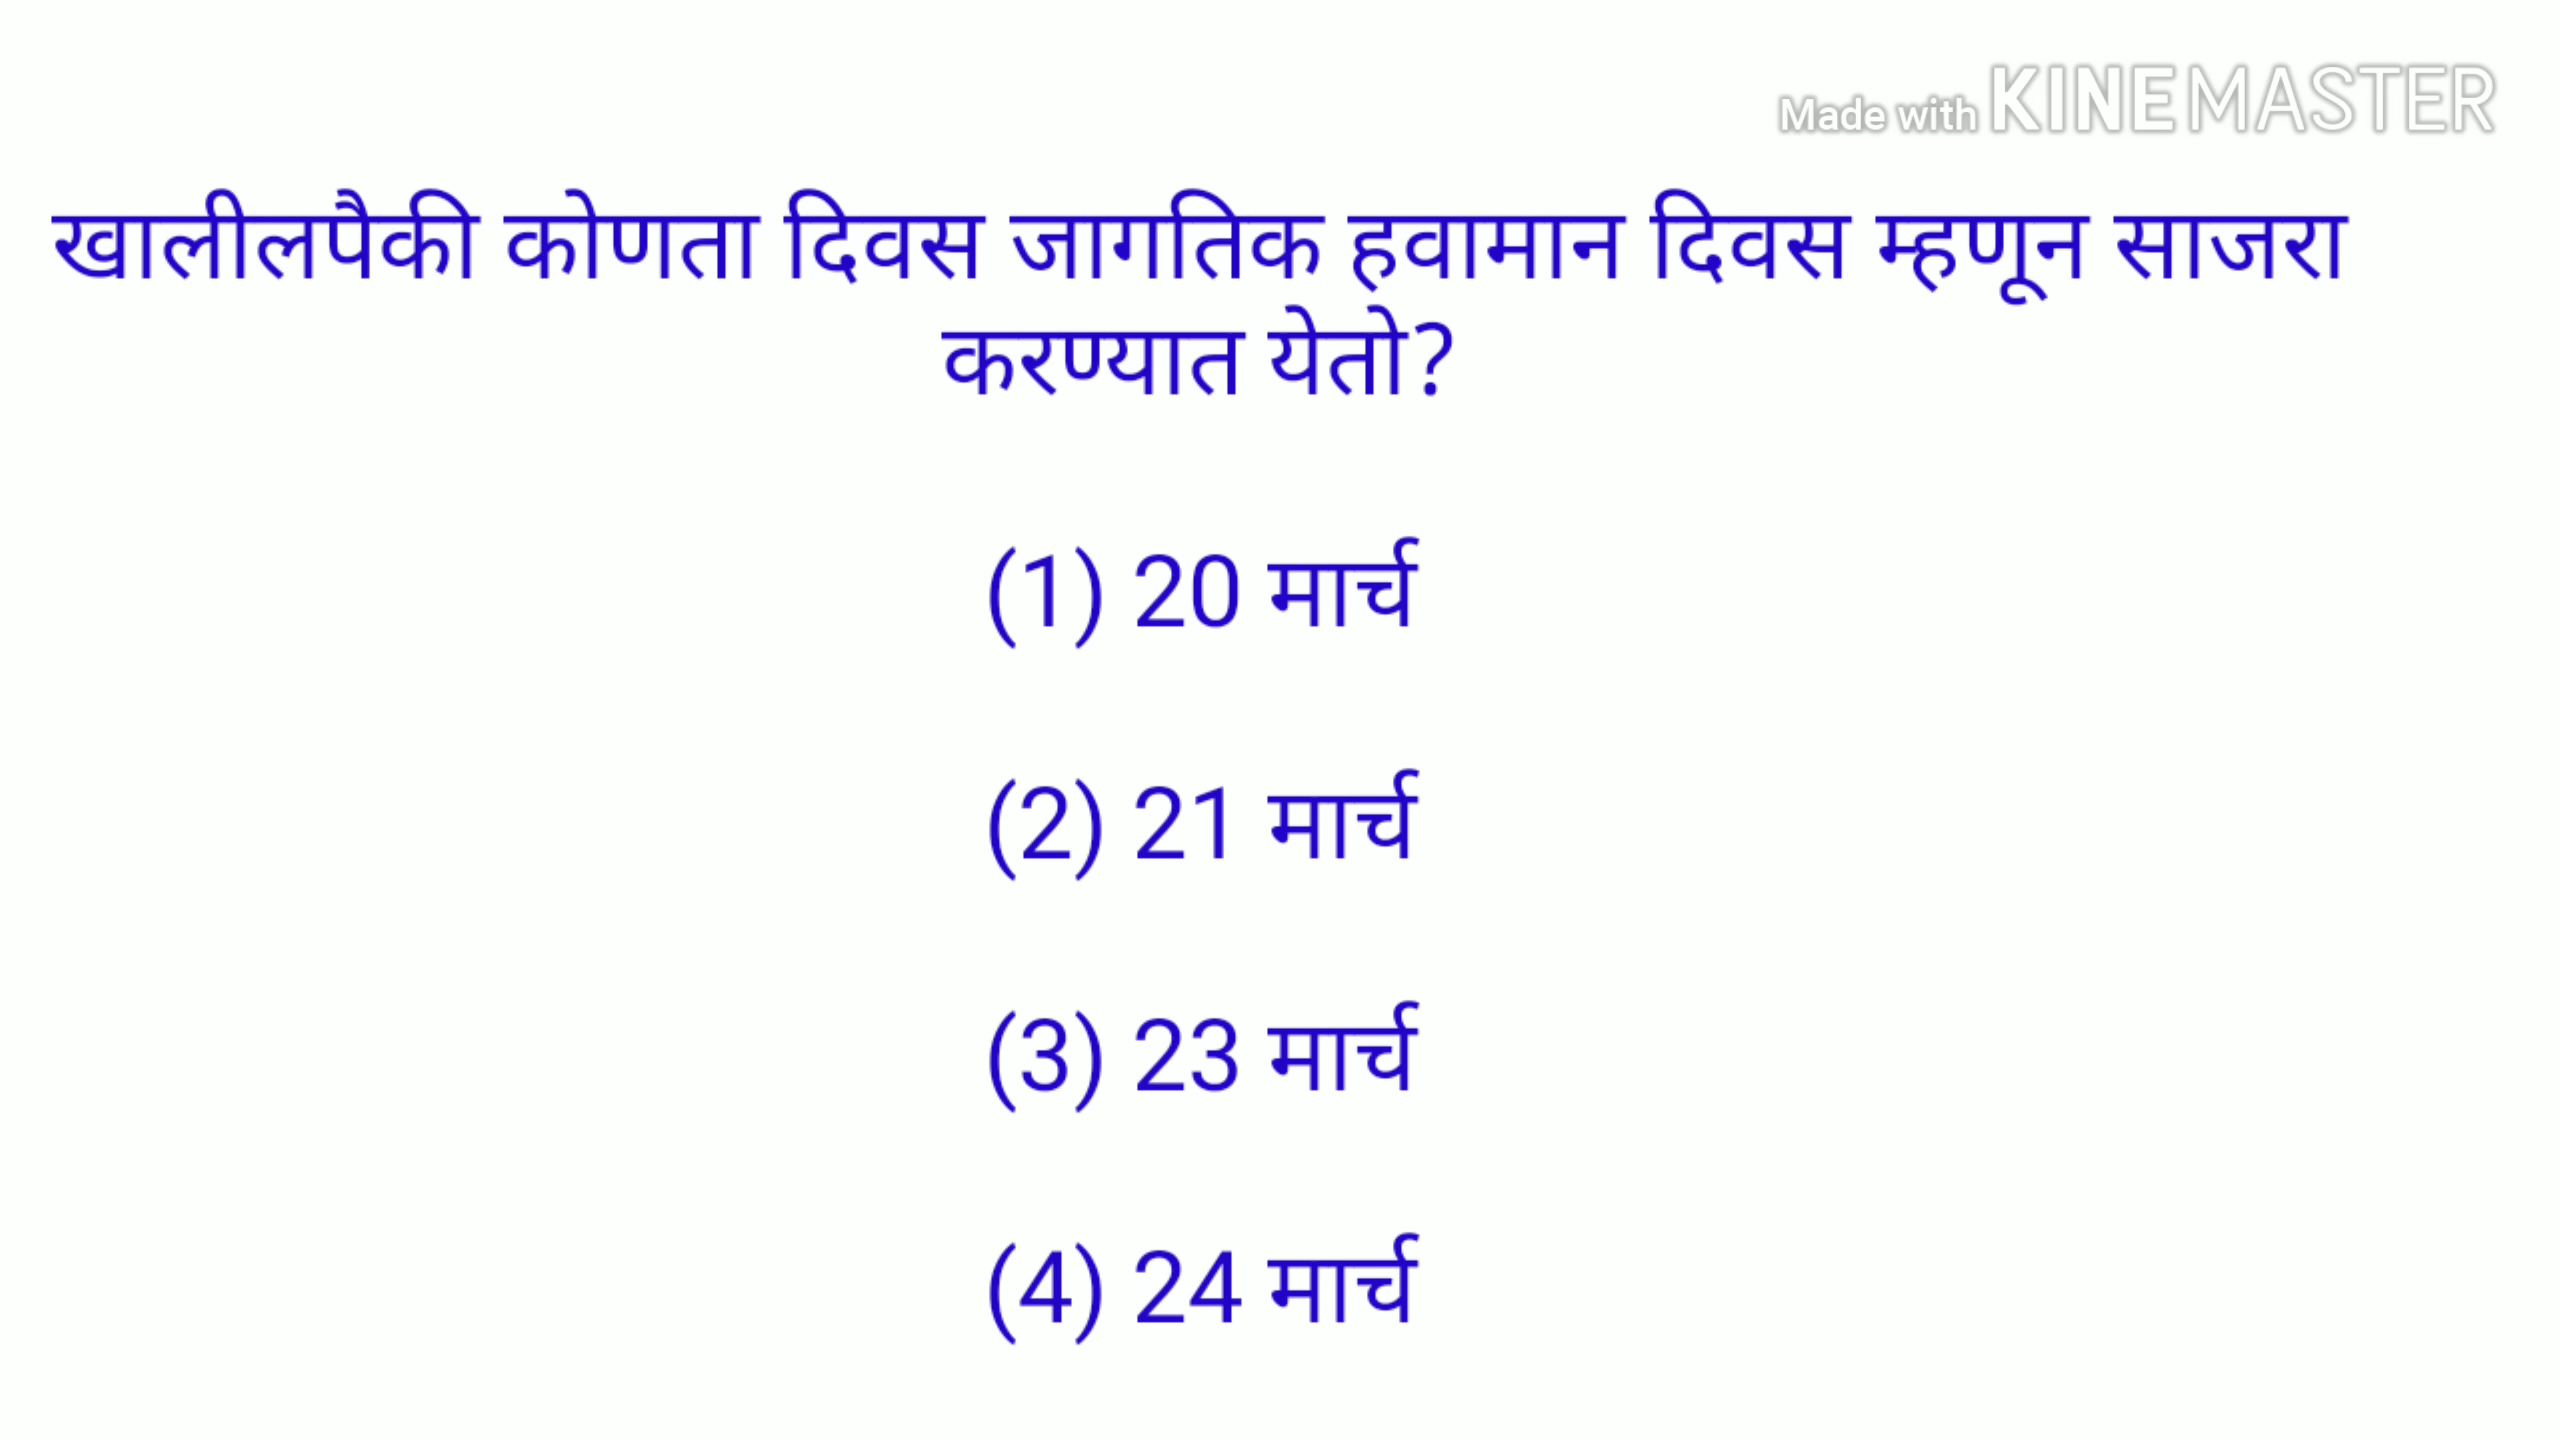 Made with KINEMASTER
खालीलपैकी कोणता दिवस जागतिक हवामान दिवस म्हणून साजरा
करण्यात येतो?
(1) 20 मार्च
(2) 21 मार्च
(3) 23 मार्च
(4) 24 मार्च